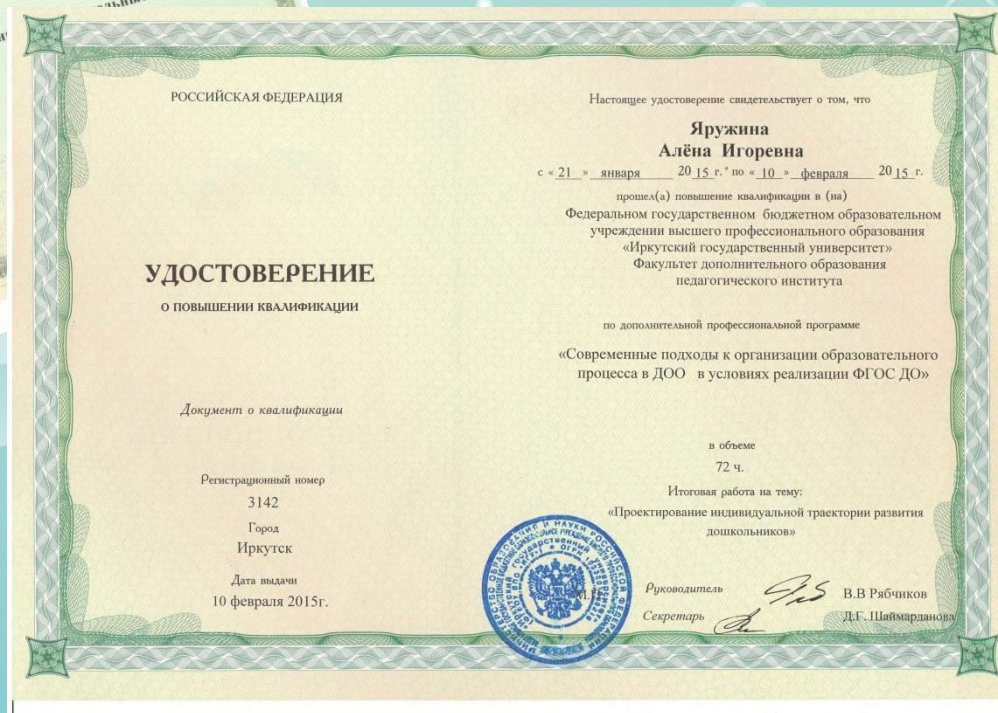 РОССИЙСКАЯ ФЕДЕРАЦИЯ
УДОСТОВЕРЕНИЕ
О ПОВЫШЕНИИ КВАЛИФИКАЦИИ
Документ о квалификации
Регистрационный номер
3142
Город
Иркутск
Дата выдачи
10 февраля 2015г.
Настоящее удостоверение свидетельствует о том, что
Яружина
Алёна Игоревна
с « 21 » января 20 15 г. по « 10 » февраля 20 15 г.
прошел(а) повышение квалификации в (на)
Федеральном государственном бюджетном образовательном
учреждении высшего профессионального образования
«Иркутский государственный университет»
Факультет дополнительного образования
педагогического института
по дополнительной профессиональной программе
«Современные подходы к организации образовательного
процесса в ДОО в условиях реализации ФГОС ДО»
в объеме
72 ч.
Итоговая работа на тему:
«Проектирование индивидуальной траектории развития
дошкольников»
М.П.
Руководитель В.В Рябчиков
Секретарь Д.Г. Шаймарданова